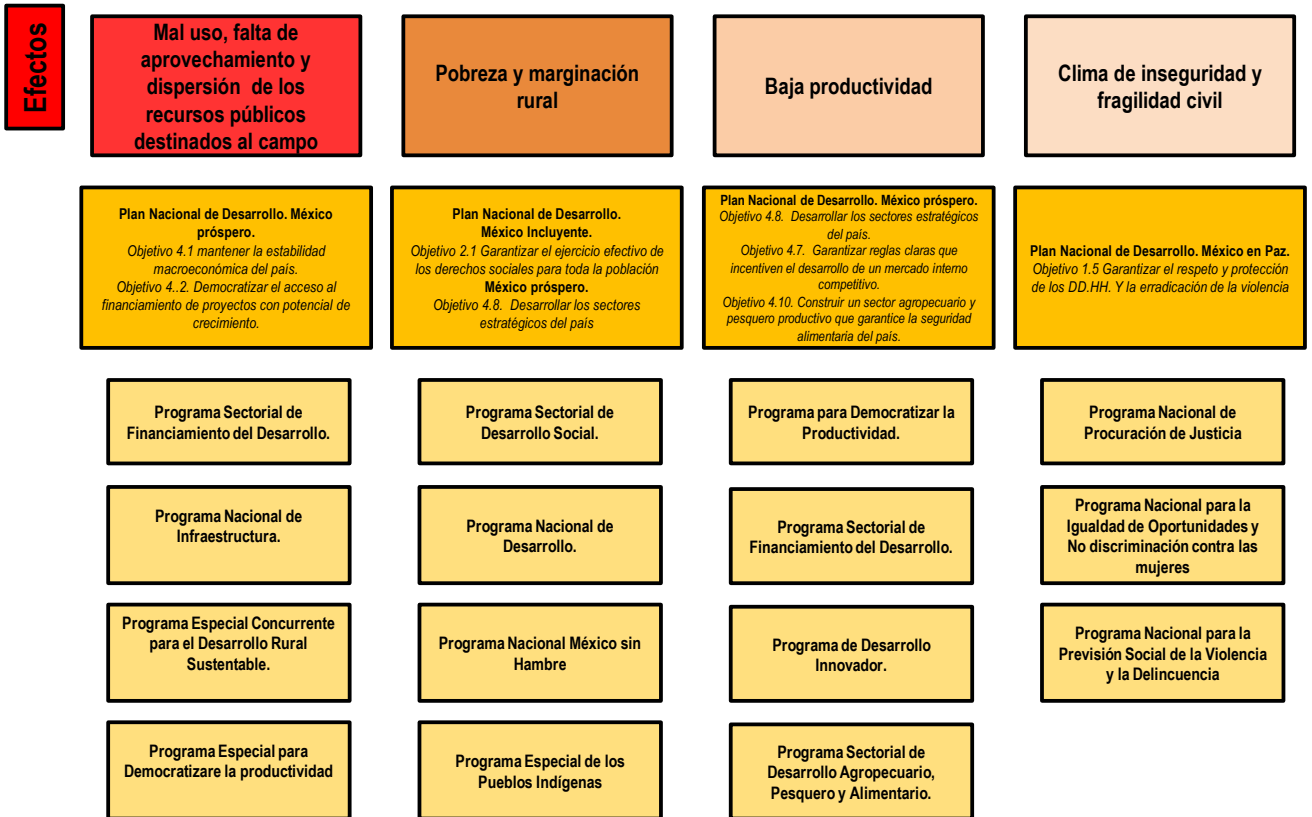 Efectos
Mal uso, falta de
aprovechamiento y
dispersión de los
recursos públicos
destinados al campo
Pobreza y marginación
rural
Baja productividad
Clima de inseguridad y
fragilidad civil
Plan Nacional de Desarrollo. México
próspero.
Objetivo 4.1 mantener la estabilidad
macroeconómica del país.
Objetivo 4..2. Democratizar el acceso al
financiamiento de proyectos con potencial de
crecimiento.
Plan Nacional de Desarrollo.
México Incluyente.
Objetivo 2.1 Garantizar el ejercicio efectivo de
los derechos sociales para toda la población
México próspero.
Objetivo 4.8. Desarrollar los sectores
estratégicos del país
Plan Nacional de Desarrollo. México próspero.
Objetivo 4.8. Desarrollar los sectores estratégicos
del país.
Objetivo 4.7. Garantizar reglas claras que
incentiven el desarrollo de un mercado interno
competitivo.
Objetivo 4.10. Construir un sector agropecuario y
pesquero productivo que garantice la seguridad
alimentaria del país.
Plan Nacional de Desarrollo. México en Paz.
Objetivo 1.5 Garantizar el respeto y protección
de los DD.HH. Y la erradicación de la violencia
Programa Sectorial de
Financiamiento del Desarrollo.
Programa Sectorial de
Desarrollo Social.
Programa para Democratizar la
Productividad.
Programa Nacional de
Procuración de Justicia
Programa Nacional de
Infraestructura.
Programa Nacional de
Desarrollo.
Programa Sectorial de
Financiamiento del Desarrollo.
Programa Nacional para la
Igualdad de Oportunidades y
No discriminación contra las
mujeres
Programa Especial Concurrente
para el Desarrollo Rural
Sustentable.
Programa Nacional México sin
Hambre
Programa de Desarrollo
Innovador.
Programa Nacional para la
Previsión Social de la Violencia
y la Delincuencia
Programa Especial para
Democratizare la productividad
Programa Especial de los
Pueblos Indígenas
Programa Sectorial de
Desarrollo Agropecuario,
Pesquero y Alimentario.